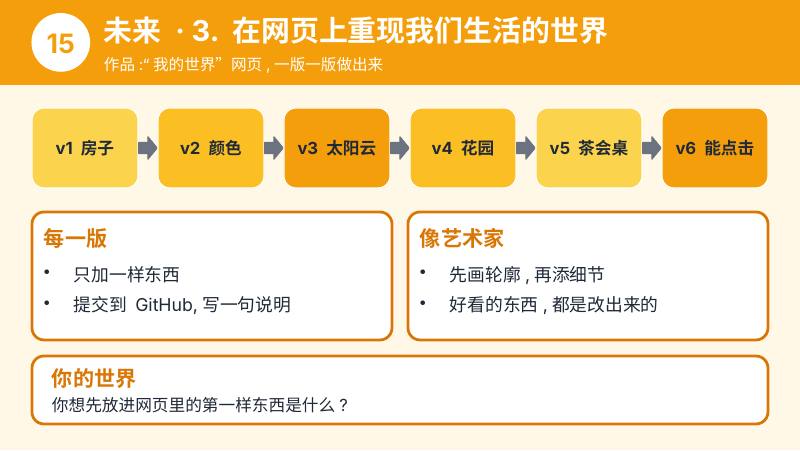 15
未来 · 3. 在网页上重现我们生活的世界
作品 :“ 我的世界” 网页 , 一版一版做出来
v1 房子
v2 颜色
v3 太阳云
v4 花园
v5 茶会桌
v6 能点击
每一版
• 只加一样东西
• 提交到 GitHub, 写一句说明
像艺术家
• 先画轮廓 , 再添细节
• 好看的东西 , 都是改出来的
你的世界
你想先放进网页里的第一样东西是什么 ?